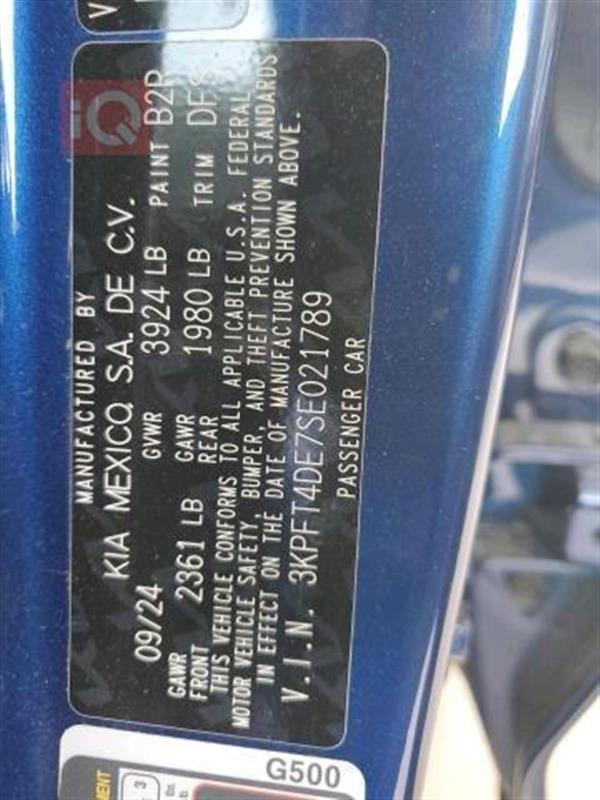 MANUFACTURED BY
KIA MEXICO, S.A. DE C.V.
09/24 GVWR 3924 LB PAINT B2R
GAWR FRONT 2361 LB GAWR REAR 1980 LB TRIM DFS
THIS VEHICLE CONFORMS TO ALL APPLICABLE U.S.A. FEDERAL
MOTOR VEHICLE SAFETY, BUMPER, AND THEFT PREVENTION STANDARDS
IN EFFECT ON THE DATE OF MANUFACTURE SHOWN ABOVE.
V.I.N. 3KPFT4DE7SE021789
PASSENGER CAR
G500
iQ
V
3